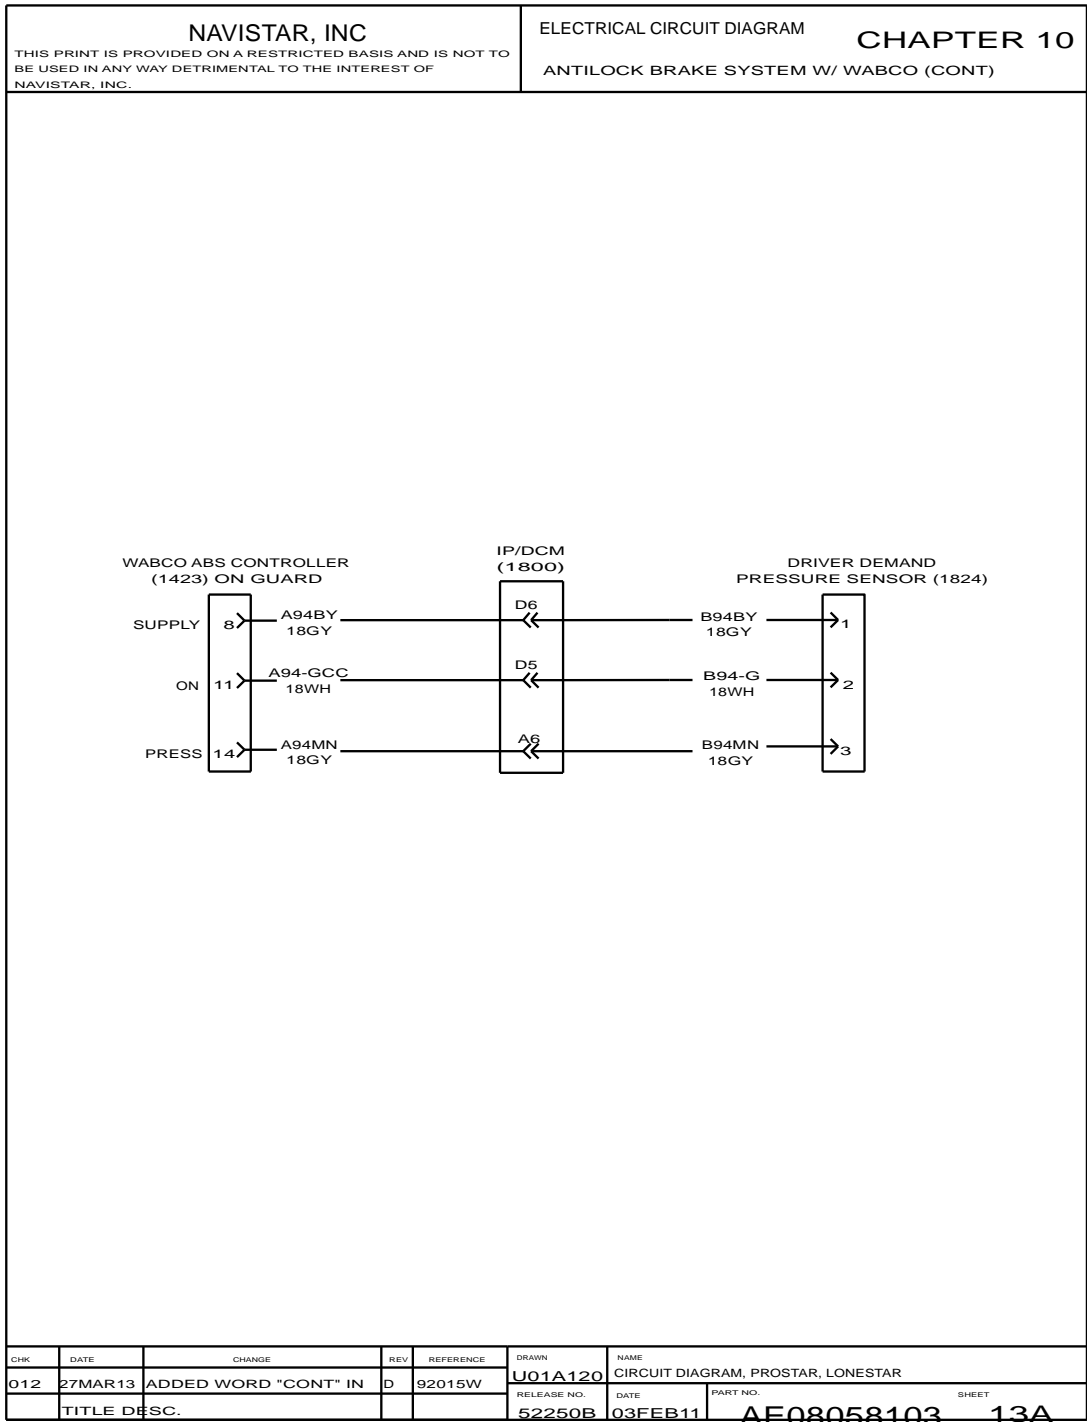 NAVISTAR, INC
THIS PRINT IS PROVIDED ON A RESTRICTED BASIS AND IS NOT TO
BE USED IN ANY WAY DETRIMENTAL TO THE INTEREST OF
NAVISTAR, INC.
ELECTRICAL CIRCUIT DIAGRAM
CHAPTER 10
ANTILOCK BRAKE SYSTEM W/ WABCO (CONT)
WABCO ABS CONTROLLER
(1423) ON GUARD
IP/DCM
(1800)
DRIVER DEMAND
PRESSURE SENSOR (1824)
SUPPLY 8 A94BY D6 B94BY 1
18GY 18GY
ON 11 A94-GCC D5 B94-G 2
18WH 18WH
PRESS 14 A94MN A6 B94MN 3
18GY 18GY
CHK DATE CHANGE REV REFERENCE
012 27MAR13 ADDED WORD "CONT" IN D 92015W
TITLE DESC.
DRAWN
U01A120
NAME
CIRCUIT DIAGRAM, PROSTAR, LONESTAR
RELEASE NO.
52250B
DATE
03FEB11
PART NO.
AE08058103
SHEET
13A